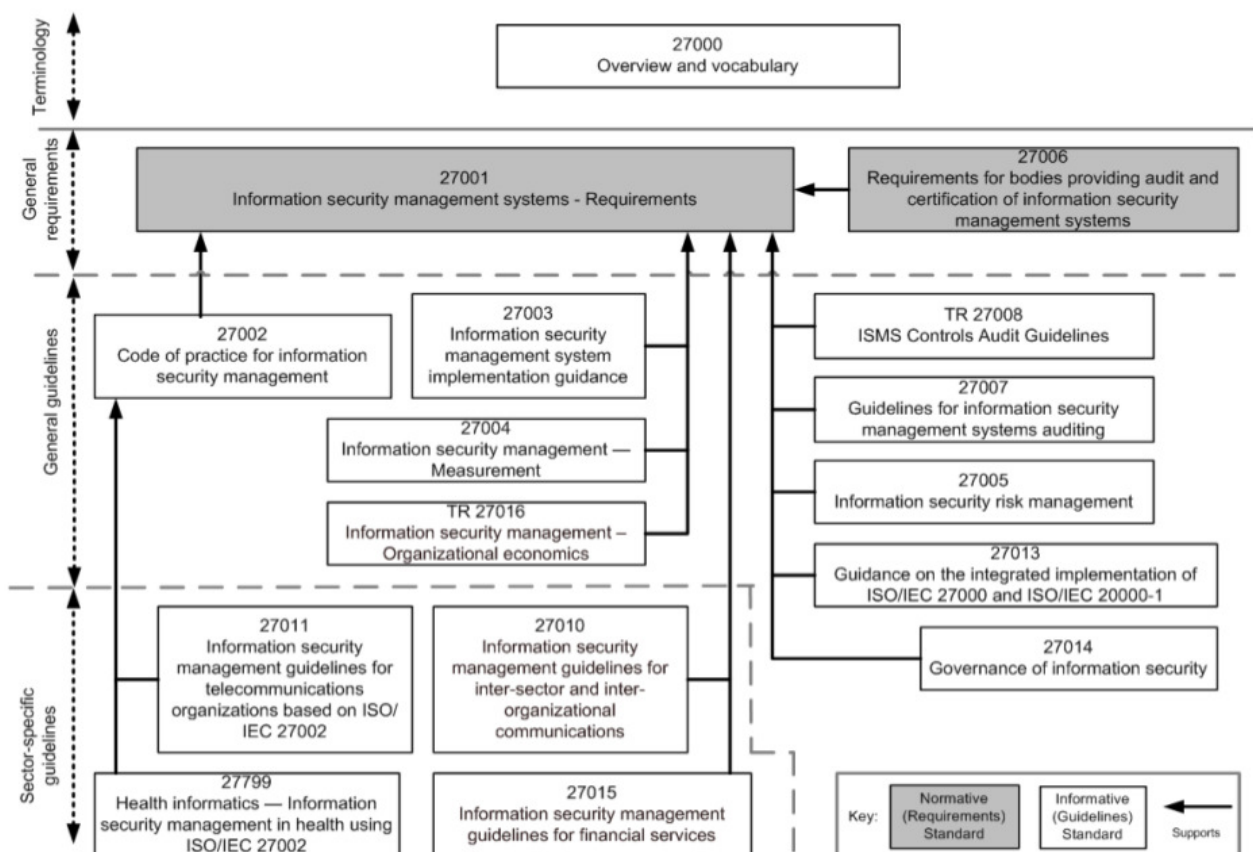 Terminology
27000
Overview and vocabulary
General
requirements
27001
Information security management systems - Requirements
27006
Requirements for bodies providing audit and
certification of information security
management systems
General guidelines
27002
Code of practice for information
security management
27003
Information security
management system
implementation guidance
27004
Information security management —
Measurement
TR 27016
Information security management –
Organizational economics
TR 27008
ISMS Controls Audit Guidelines
27007
Guidelines for information security
management systems auditing
27005
Information security risk management
27013
Guidance on the integrated implementation of
ISO/IEC 27000 and ISO/IEC 20000-1
27014
Governance of information security
Sector-specific
guidelines
27011
Information security
management guidelines for
telecommunications
organizations based on ISO/
IEC 27002
27010
Information security
management guidelines for
inter-sector and inter-
organizational
communications
27799
Health informatics — Information
security management in health using
ISO/IEC 27002
27015
Information security management
guidelines for financial services
Key:
Normative
(Requirements)
Standard
Informative
(Guidelines)
Standard
Supports